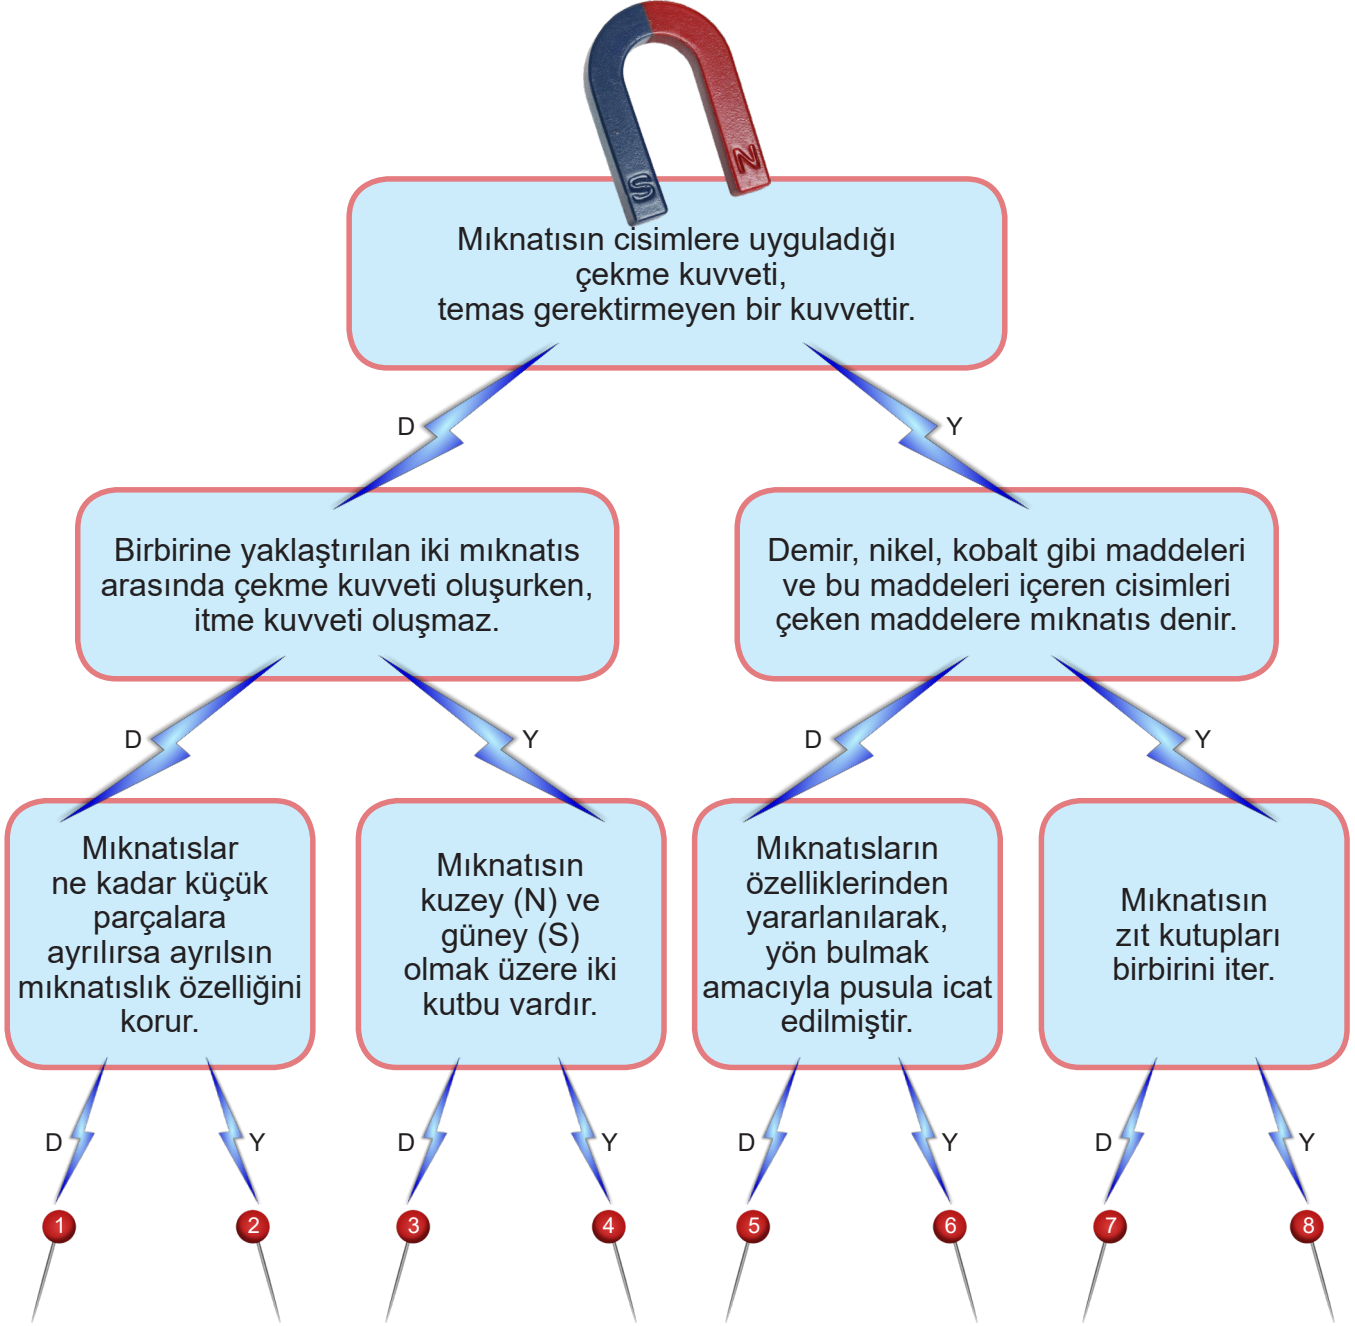 S
N
Mıknatısın cisimlere uyguladığı
çekme kuvveti,
temas gerektirmeyen bir kuvvettir.
D
Y
Birbirine yaklaştırılan iki mıknatıs
arasında çekme kuvveti oluşurken,
itme kuvveti oluşmaz.
Demir, nikel, kobalt gibi maddeleri
ve bu maddeleri içeren cisimleri
çeken maddelere mıknatıs denir.
D
Y
D
Y
Mıknatıslar
ne kadar küçük
parçalara
ayrılırsa ayrılsın
mıknatıslık özelliğini
korur.
Mıknatısın
kuzey (N) ve
güney (S)
olmak üzere iki
kutbu vardır.
Mıknatısların
özelliklerinden
yararlanılarak,
yön bulmak
amacıyla pusula icat
edilmiştir.
Mıknatısın
zıt kutupları
birbirini iter.
D
Y
D
Y
D
Y
D
Y
1
2
3
4
5
6
7
8